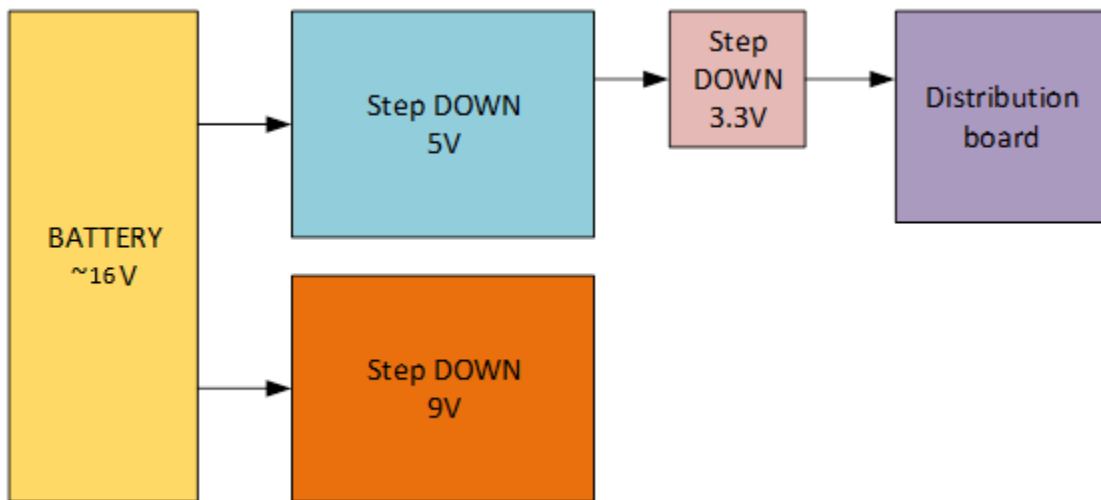 BATTERY
~16V
Step DOWN
5V
Step
DOWN
3.3V
Distribution
board
Step DOWN
9V